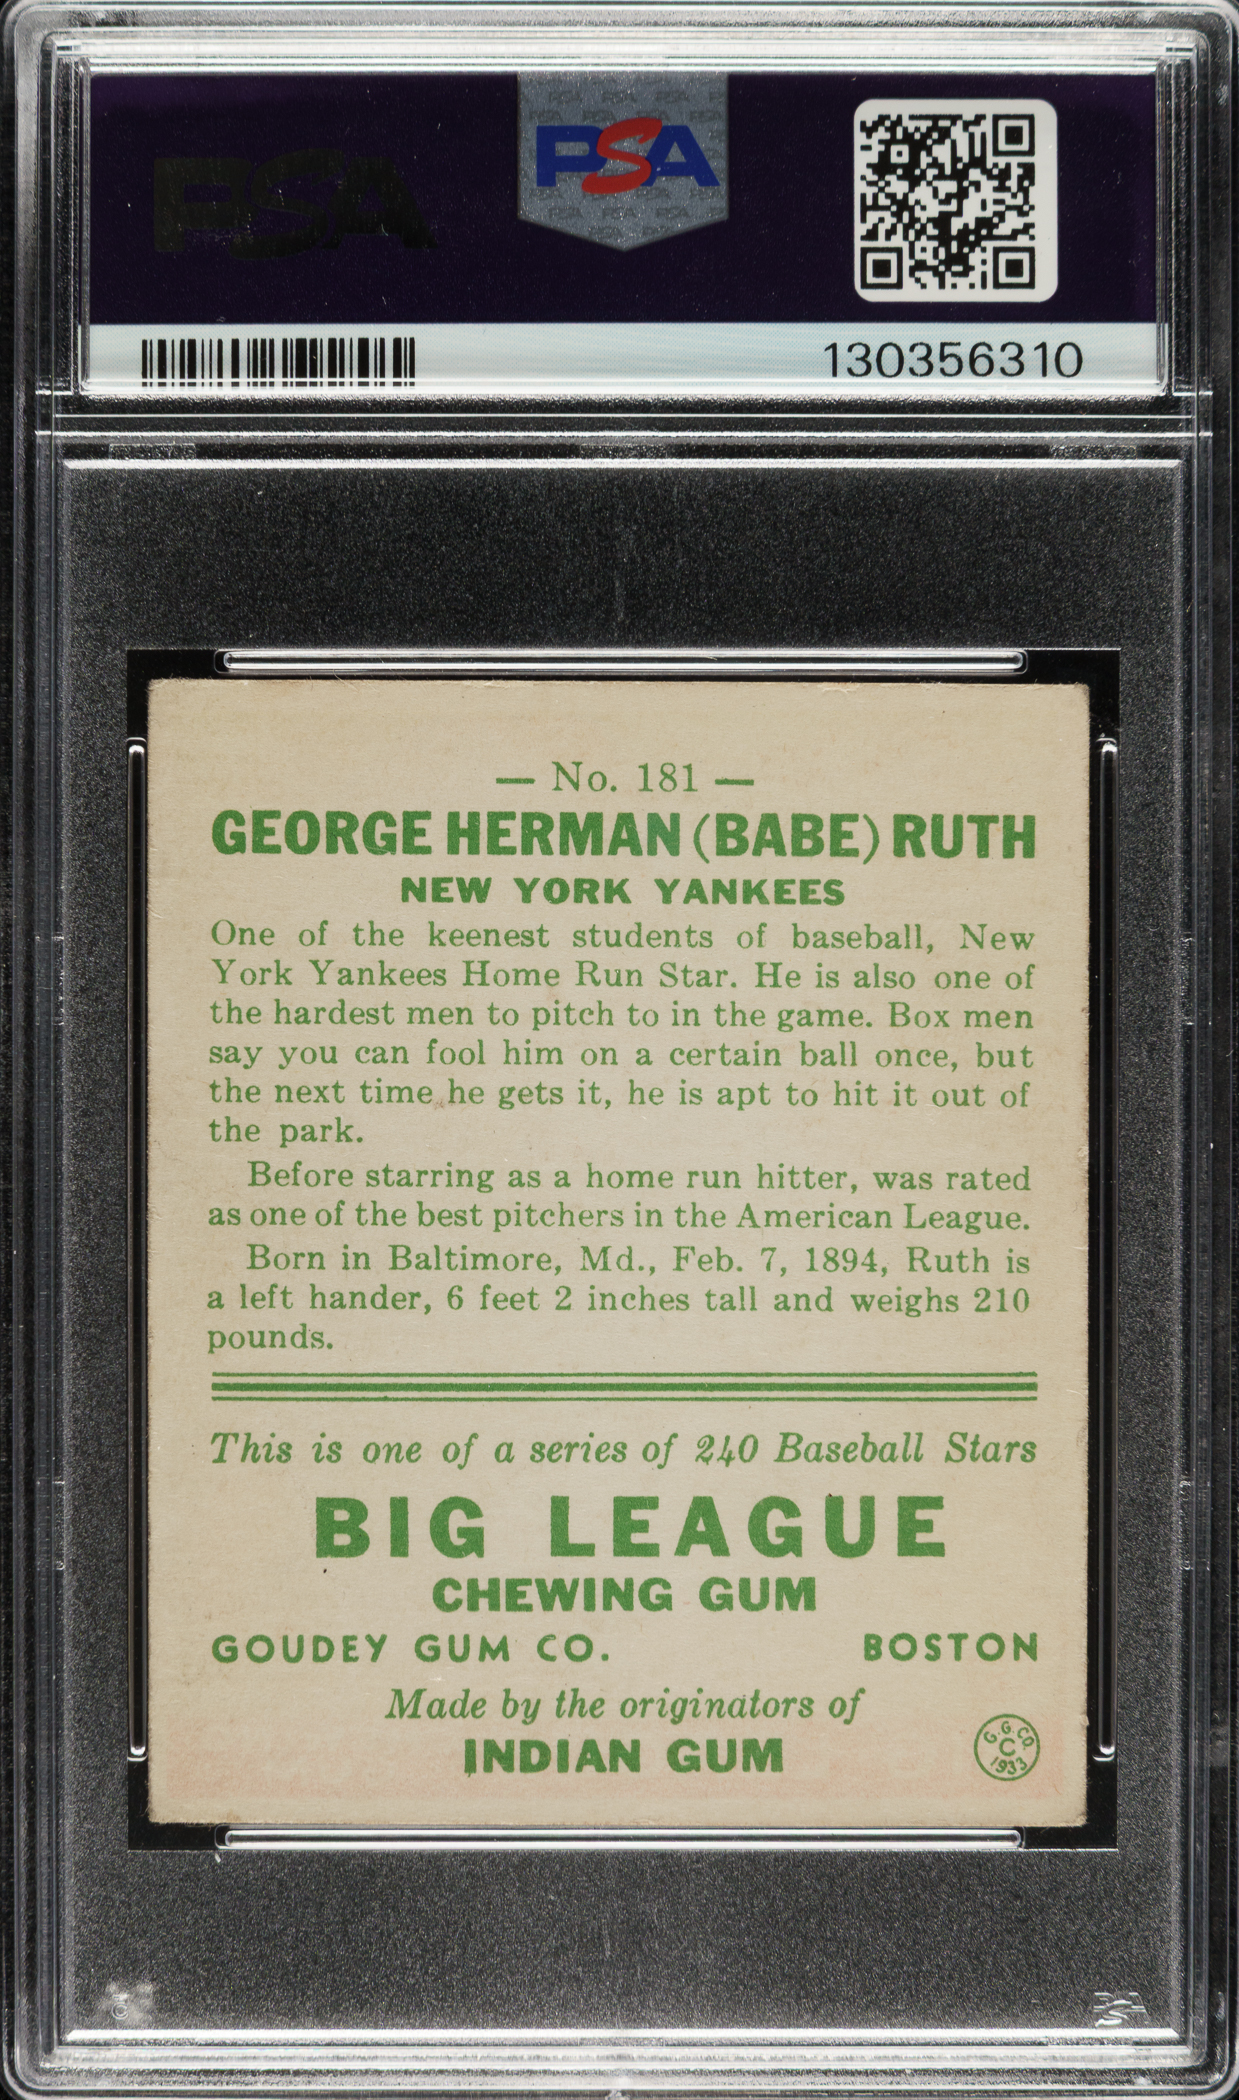 PSA
PSA
130356310
— No. 181 —
GEORGE HERMAN (BABE) RUTH
NEW YORK YANKEES
One of the keenest students of baseball, New
York Yankees Home Run Star. He is also one of
the hardest men to pitch to in the game. Box men
say you can fool him on a certain ball once, but
the next time he gets it, he is apt to hit it out of
the park.
Before starring as a home run hitter, was rated
as one of the best pitchers in the American League.
Born in Baltimore, Md., Feb. 7, 1894, Ruth is
a left hander, 6 feet 2 inches tall and weighs 210
pounds.
This is one of a series of 240 Baseball Stars
BIG LEAGUE
CHEWING GUM
GOUDEY GUM CO. BOSTON
Made by the originators of
INDIAN GUM
G. G. CO.
C
1933